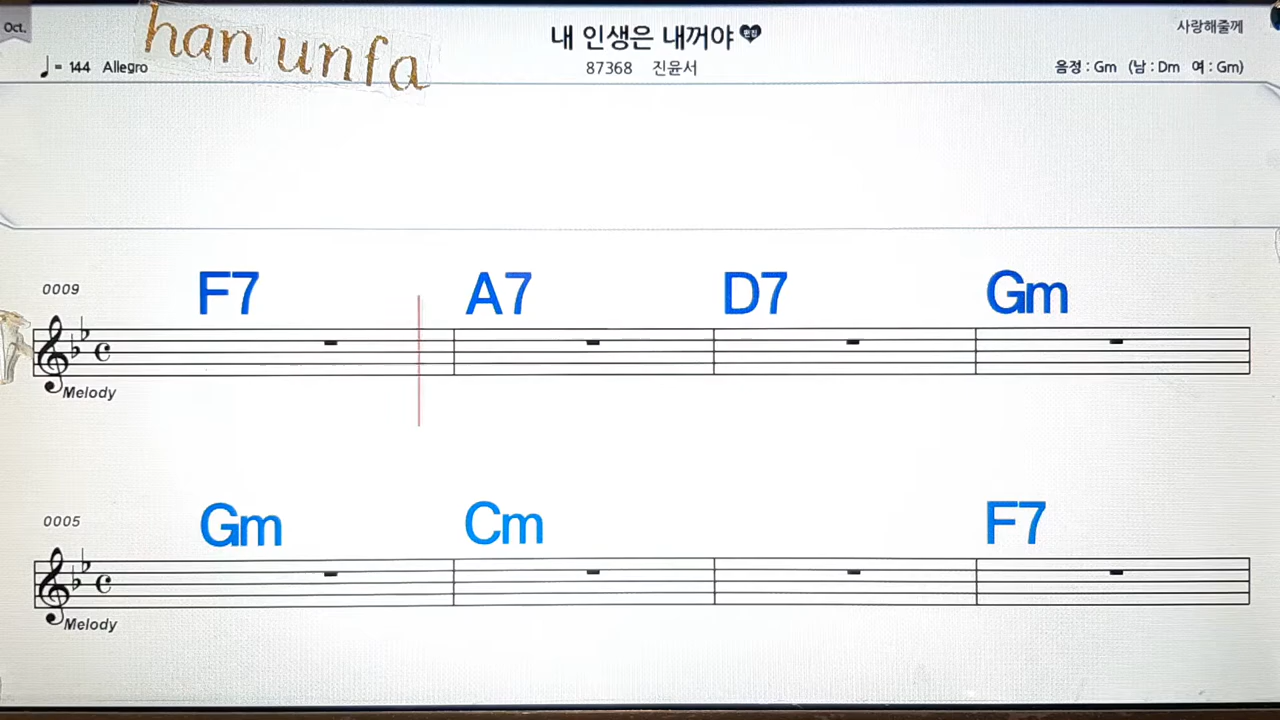 Oct.
han unfa
내 인생은 내꺼야
사랑해줄께
♩= 144 Allegro
87368 진윤서
음정 : Gm (남 : Dm 여 : Gm)
F7 A7 D7 Gm
0009
Melody
Gm Cm F7
0005
Melody